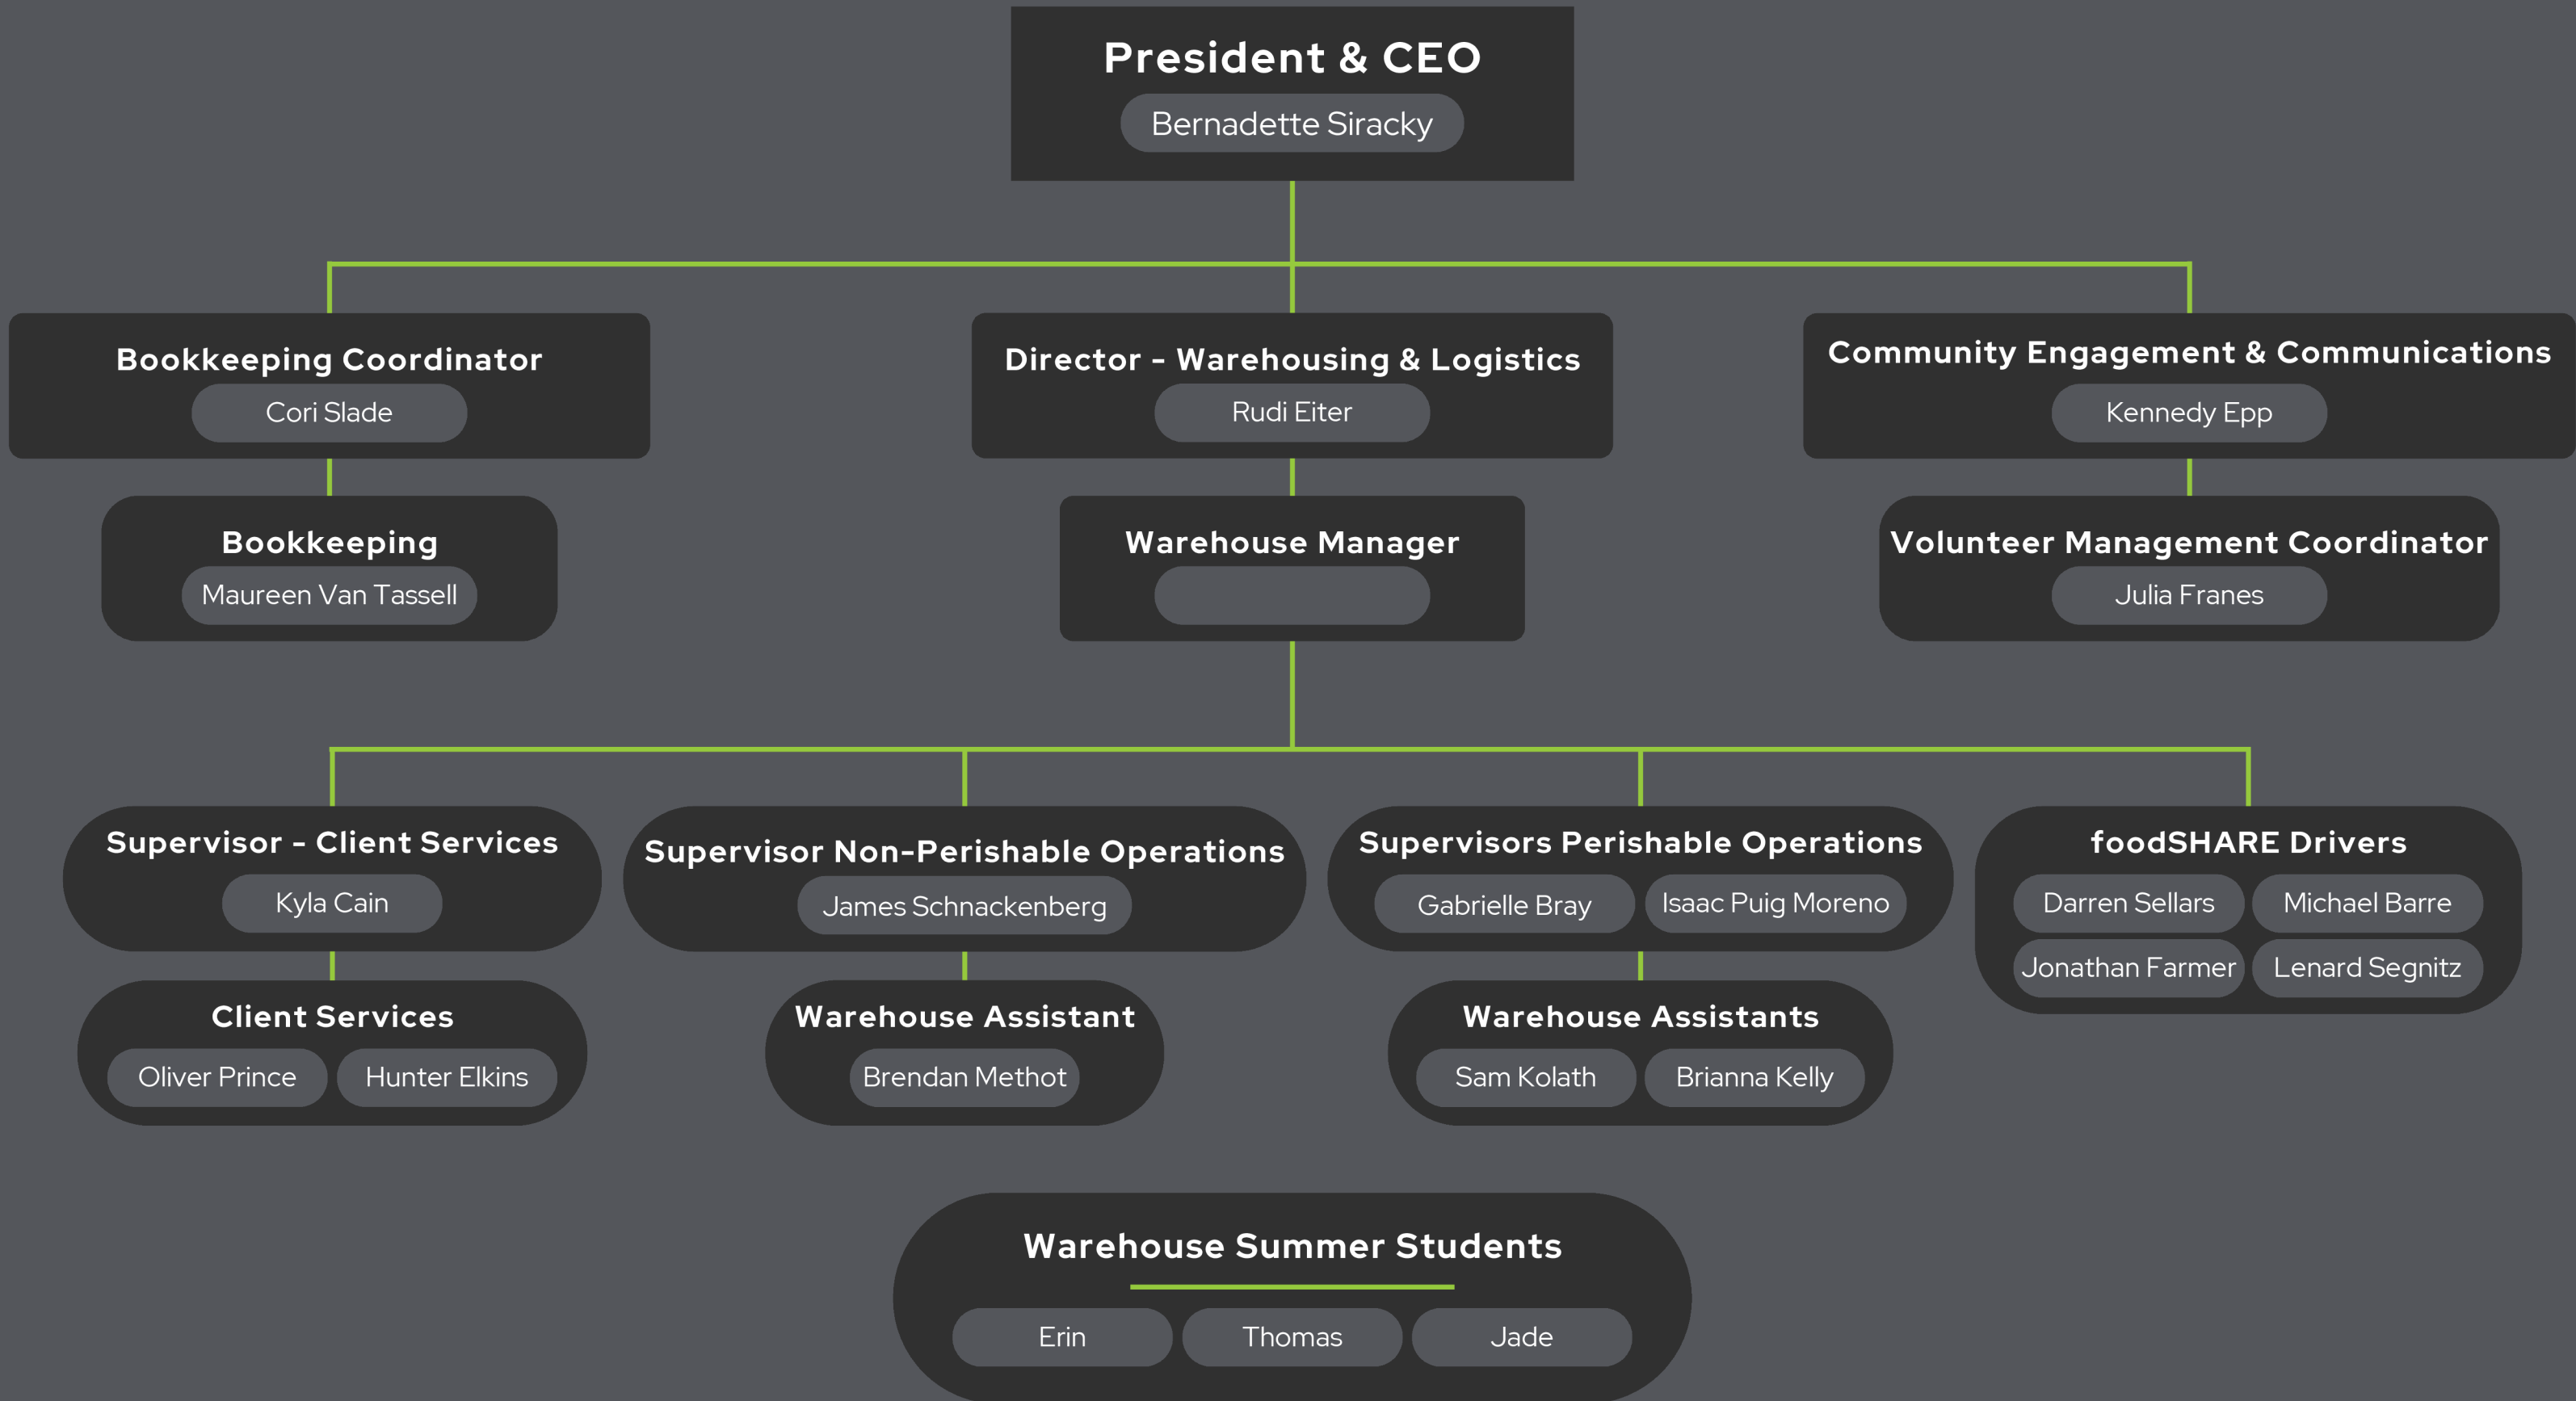 President & CEO
Bernadette Siracky
Bookkeeping Coordinator
Cori Slade
Director - Warehousing & Logistics
Rudi Eiter
Community Engagement & Communications
Kennedy Epp
Bookkeeping
Maureen Van Tassell
Warehouse Manager
Volunteer Management Coordinator
Julia Franes
Supervisor - Client Services
Kyla Cain
Supervisor Non-Perishable Operations
James Schnackenberg
Supervisors Perishable Operations
Gabrielle Bray
Isaac Puig Moreno
foodSHARE Drivers
Darren Sellars
Michael Barre
Jonathan Farmer
Lenard Segnitz
Client Services
Oliver Prince
Hunter Elkins
Warehouse Assistant
Brendan Methot
Warehouse Assistants
Sam Kolath
Brianna Kelly
Warehouse Summer Students
Erin
Thomas
Jade